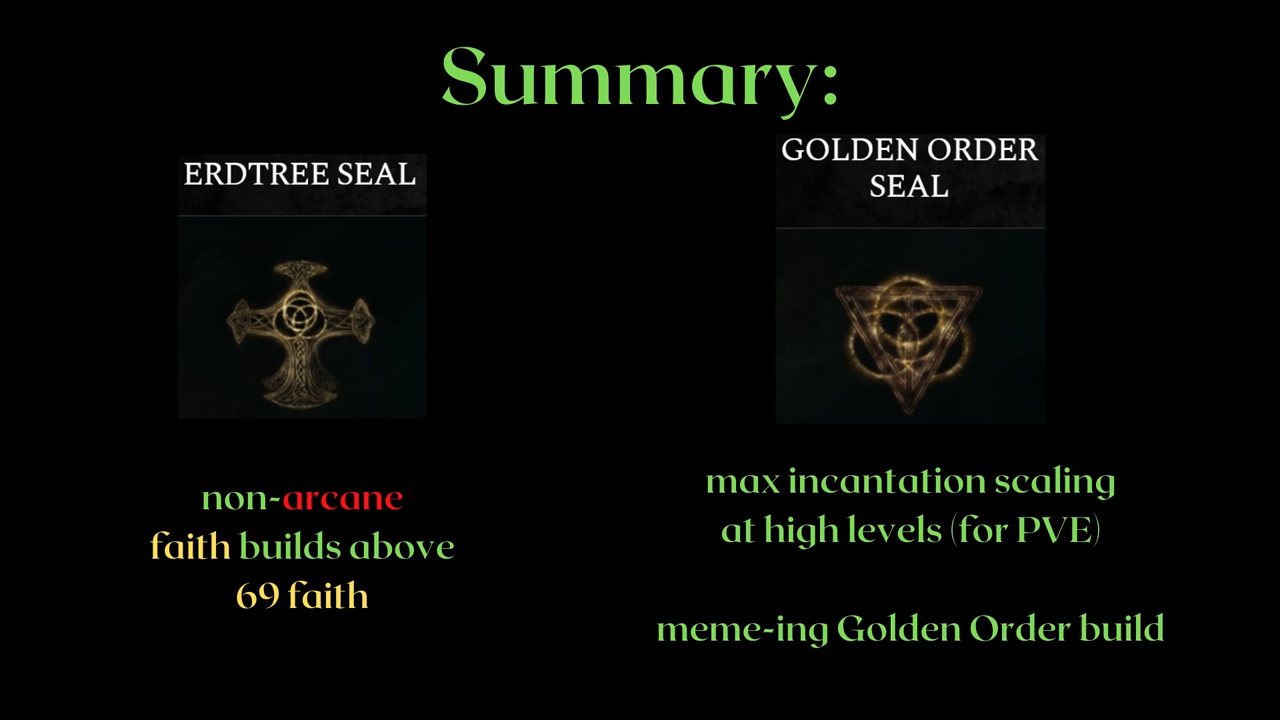 Summary:
ERDTREE SEAL
GOLDEN ORDER
SEAL
non-arcane
faith builds above
69 faith
max incantation scaling
at high levels (for PVE)
meme-ing Golden Order build